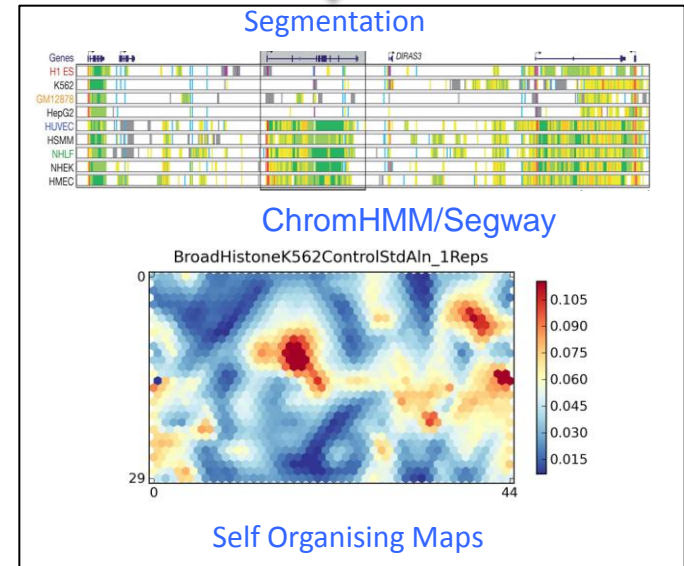 Segmentation
Genes
DIRAS3
H1 ES
K562
GM12878
HepG2
HUVEC
HSMM
NHLF
NHEK
HMEC
ChromHMM/Segway
BroadHistoneK562ControlStdAln_1Reps
0
0.105
0.090
0.075
0.060
0.045
0.030
0.015
29
0
44
Self Organising Maps